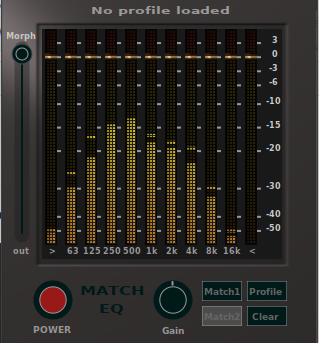 No profile loaded
Morph
3
0
-3
-6
-10
-15
-20
-30
-40
-50
out
> 63 125 250 500 1k 2k 4k 8k 16k <
MATCH
EQ
POWER
Gain
Match1 Profile
Match2 Clear